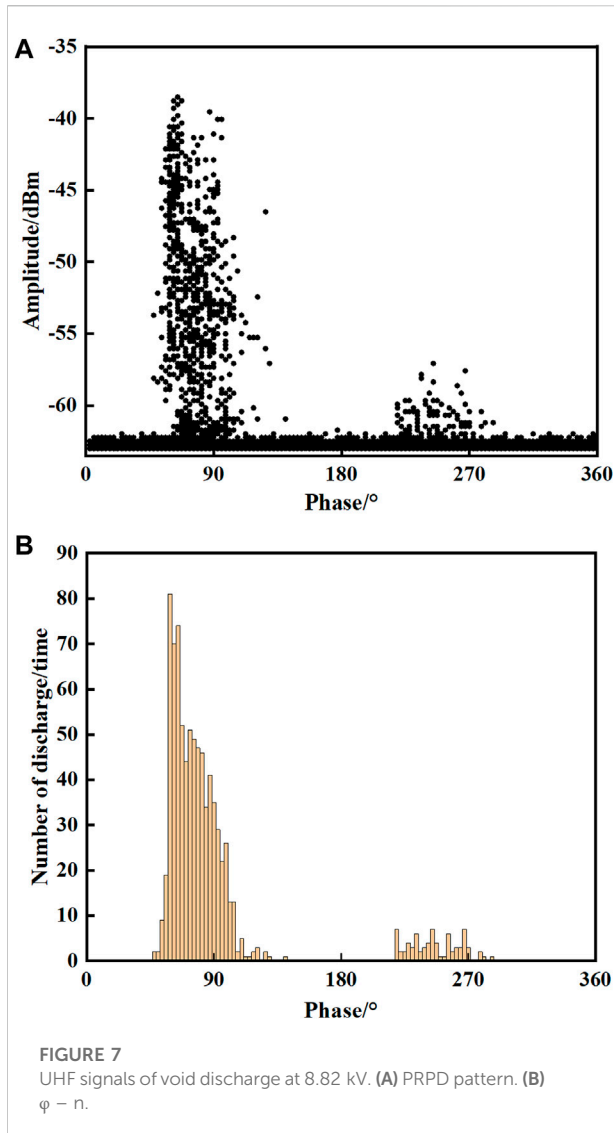 A
-35
-40
-45
-50
-55
-60
Amplitude/dBm
0 90 180 270 360
Phase/°
B
90
80
70
60
50
40
30
20
10
0
Number of discharge/time
0 90 180 270 360
Phase/°
FIGURE 7
UHF signals of void discharge at 8.82 kV. (A) PRPD pattern. (B)
φ – n.